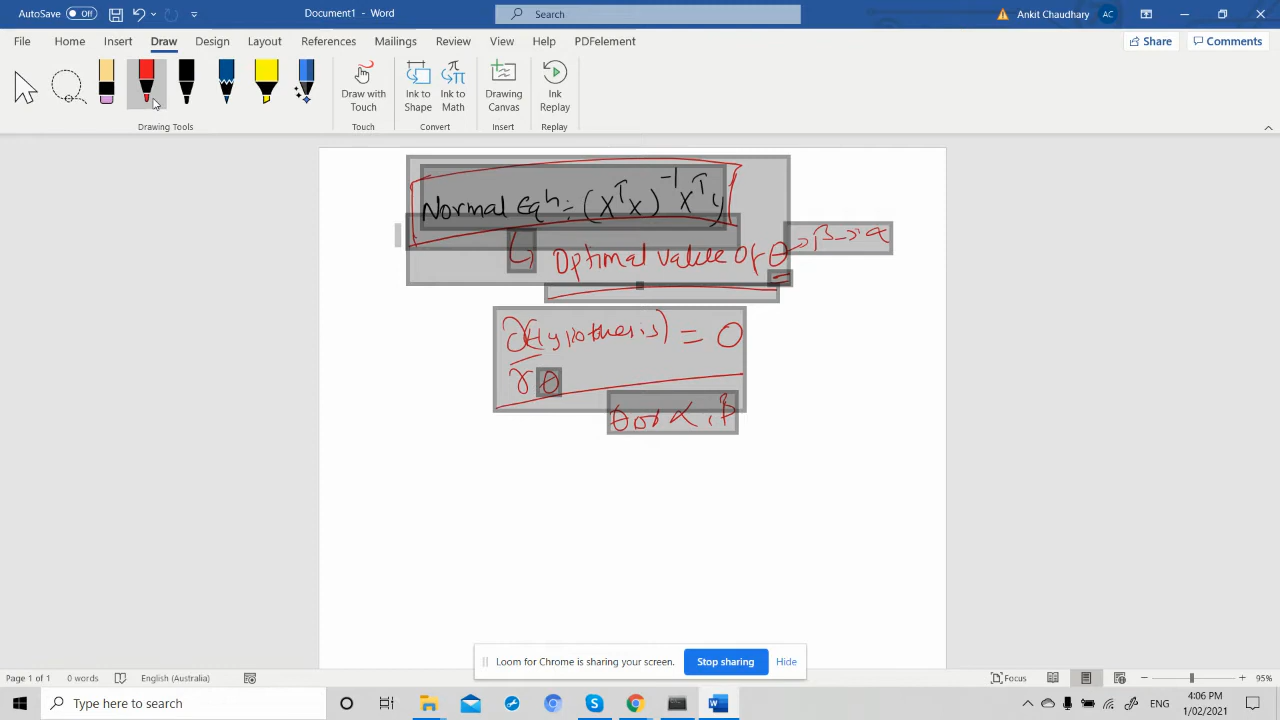 AutoSave Off Document1 - Word Search Ankit Chaudhary AC
File Home Insert Draw Design Layout References Mailings Review View Help PDFelement Share Comments
Draw with Touch Ink to Shape Ink to Math Drawing Canvas Ink Replay
Drawing Tools Touch Convert Insert Replay
Normal Eqn:- (XᵀX)⁻¹Xᵀy
↳ Optimal value of θ → β → α
∂(Hypothesis) = 0
θ
θ or α, β
Loom for Chrome is sharing your screen. Stop sharing Hide
Page 1 of 1 0 words English (Australia) Focus 95%
Type here to search ENG 4:06 PM
1/02/2021